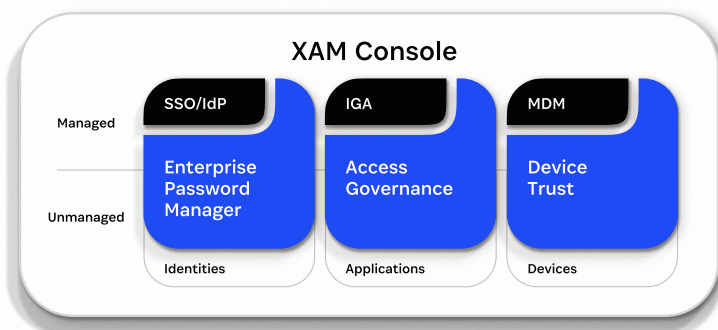 XAM Console
SSO/IdP
IGA
MDM
Managed
Enterprise
Password
Manager
Access
Governance
Device
Trust
Unmanaged
Identities
Applications
Devices